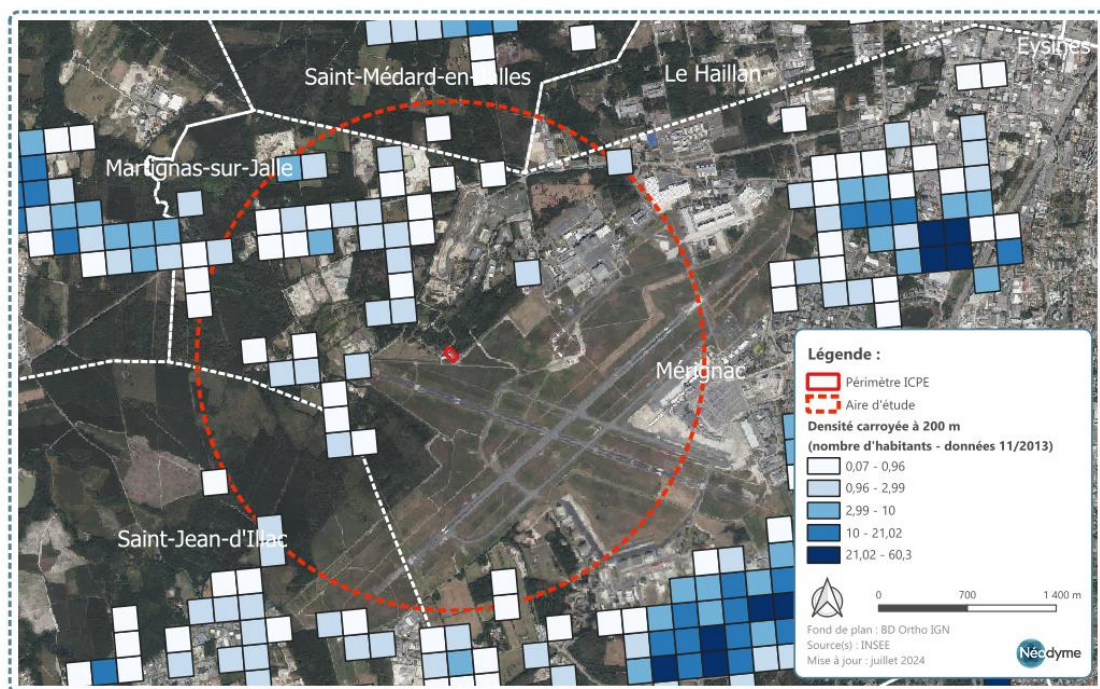 Eysines
Saint-Médard-en-Jalles
Le Haillan
Martignas-sur-Jalle
Mérignac
Saint-Jean-d'Illac
Légende :
Périmètre ICPE
Aire d'étude
Densité carroyée à 200 m
(nombre d'habitants - données 11/2013)
0,07 - 0,96
0,96 - 2,99
2,99 - 10
10 - 21,02
21,02 - 60,3
0 700 1 400 m
Fond de plan : BD Ortho IGN
Source(s) : INSEE
Mise à jour : juillet 2024
Néodyme